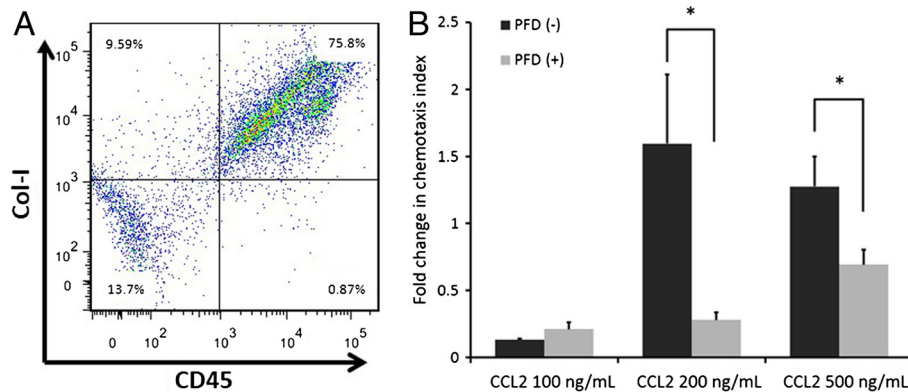 A
9.59%
75.8%
10^5
10^4
10^3
10^2
0
13.7%
0.87%
0
10^2
10^3
10^4
10^5
Col-I
CD45
B
PFD (-)
PFD (+)
*
*
2.5
2
1.5
1
0.5
0
Fold change in chemotaxis index
CCL2 100 ng/mL
CCL2 200 ng/mL
CCL2 500 ng/mL